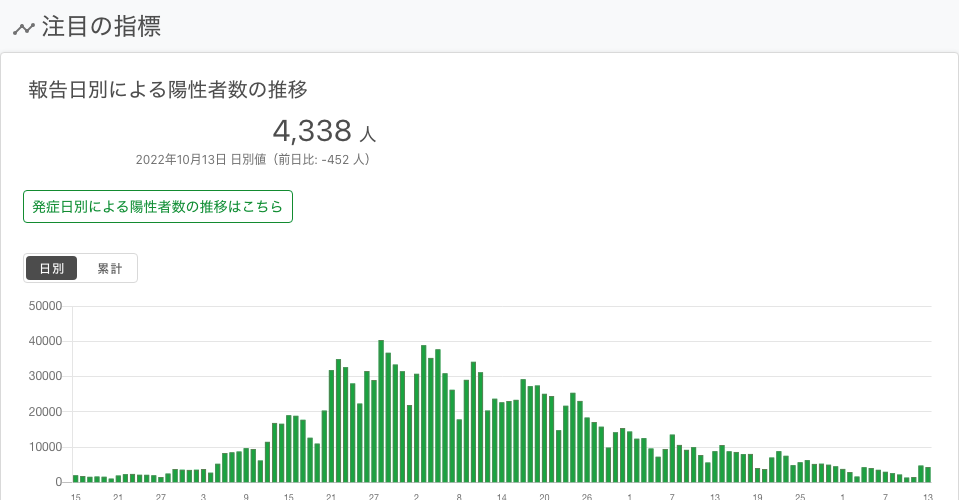 注目の指標
報告日別による陽性者数の推移
4,338 人
2022年10月13日 日別値（前日比: -452 人）
発症日別による陽性者数の推移はこちら
日別 累計
50000
40000
30000
20000
10000
0
15 21 27 3 9 15 21 27 2 8 14 20 26 1 7 13 19 25 1 7 13